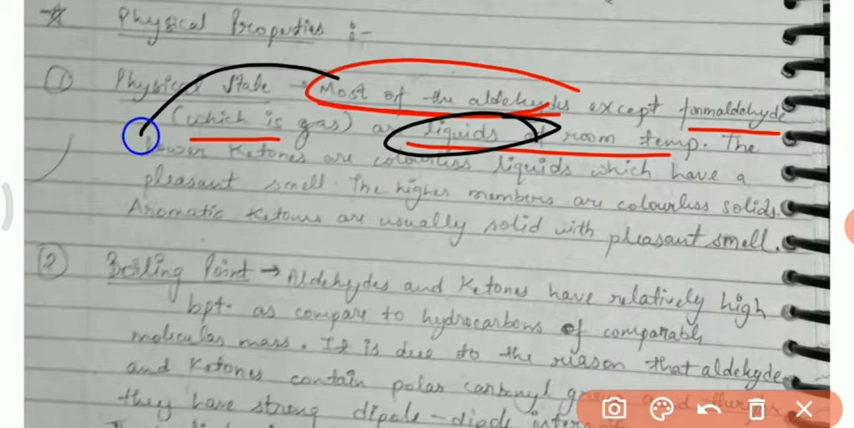 Physical Properties :-
① Physical State → Most of the aldehydes except formaldehyde
(which is gas) are liquids at room temp. The
lower Ketones are colourless liquids which have a
pleasant smell. The higher members are colourless solids.
Aromatic Ketones are usually solid with pleasant smell.
② Boiling Point → Aldehydes and Ketones have relatively high
bpt. as compare to hydrocarbons of comparable
molecular mass. It is due to the reason that aldehyde
and Ketones contain polar carbonyl
they have strong dipole-dipole